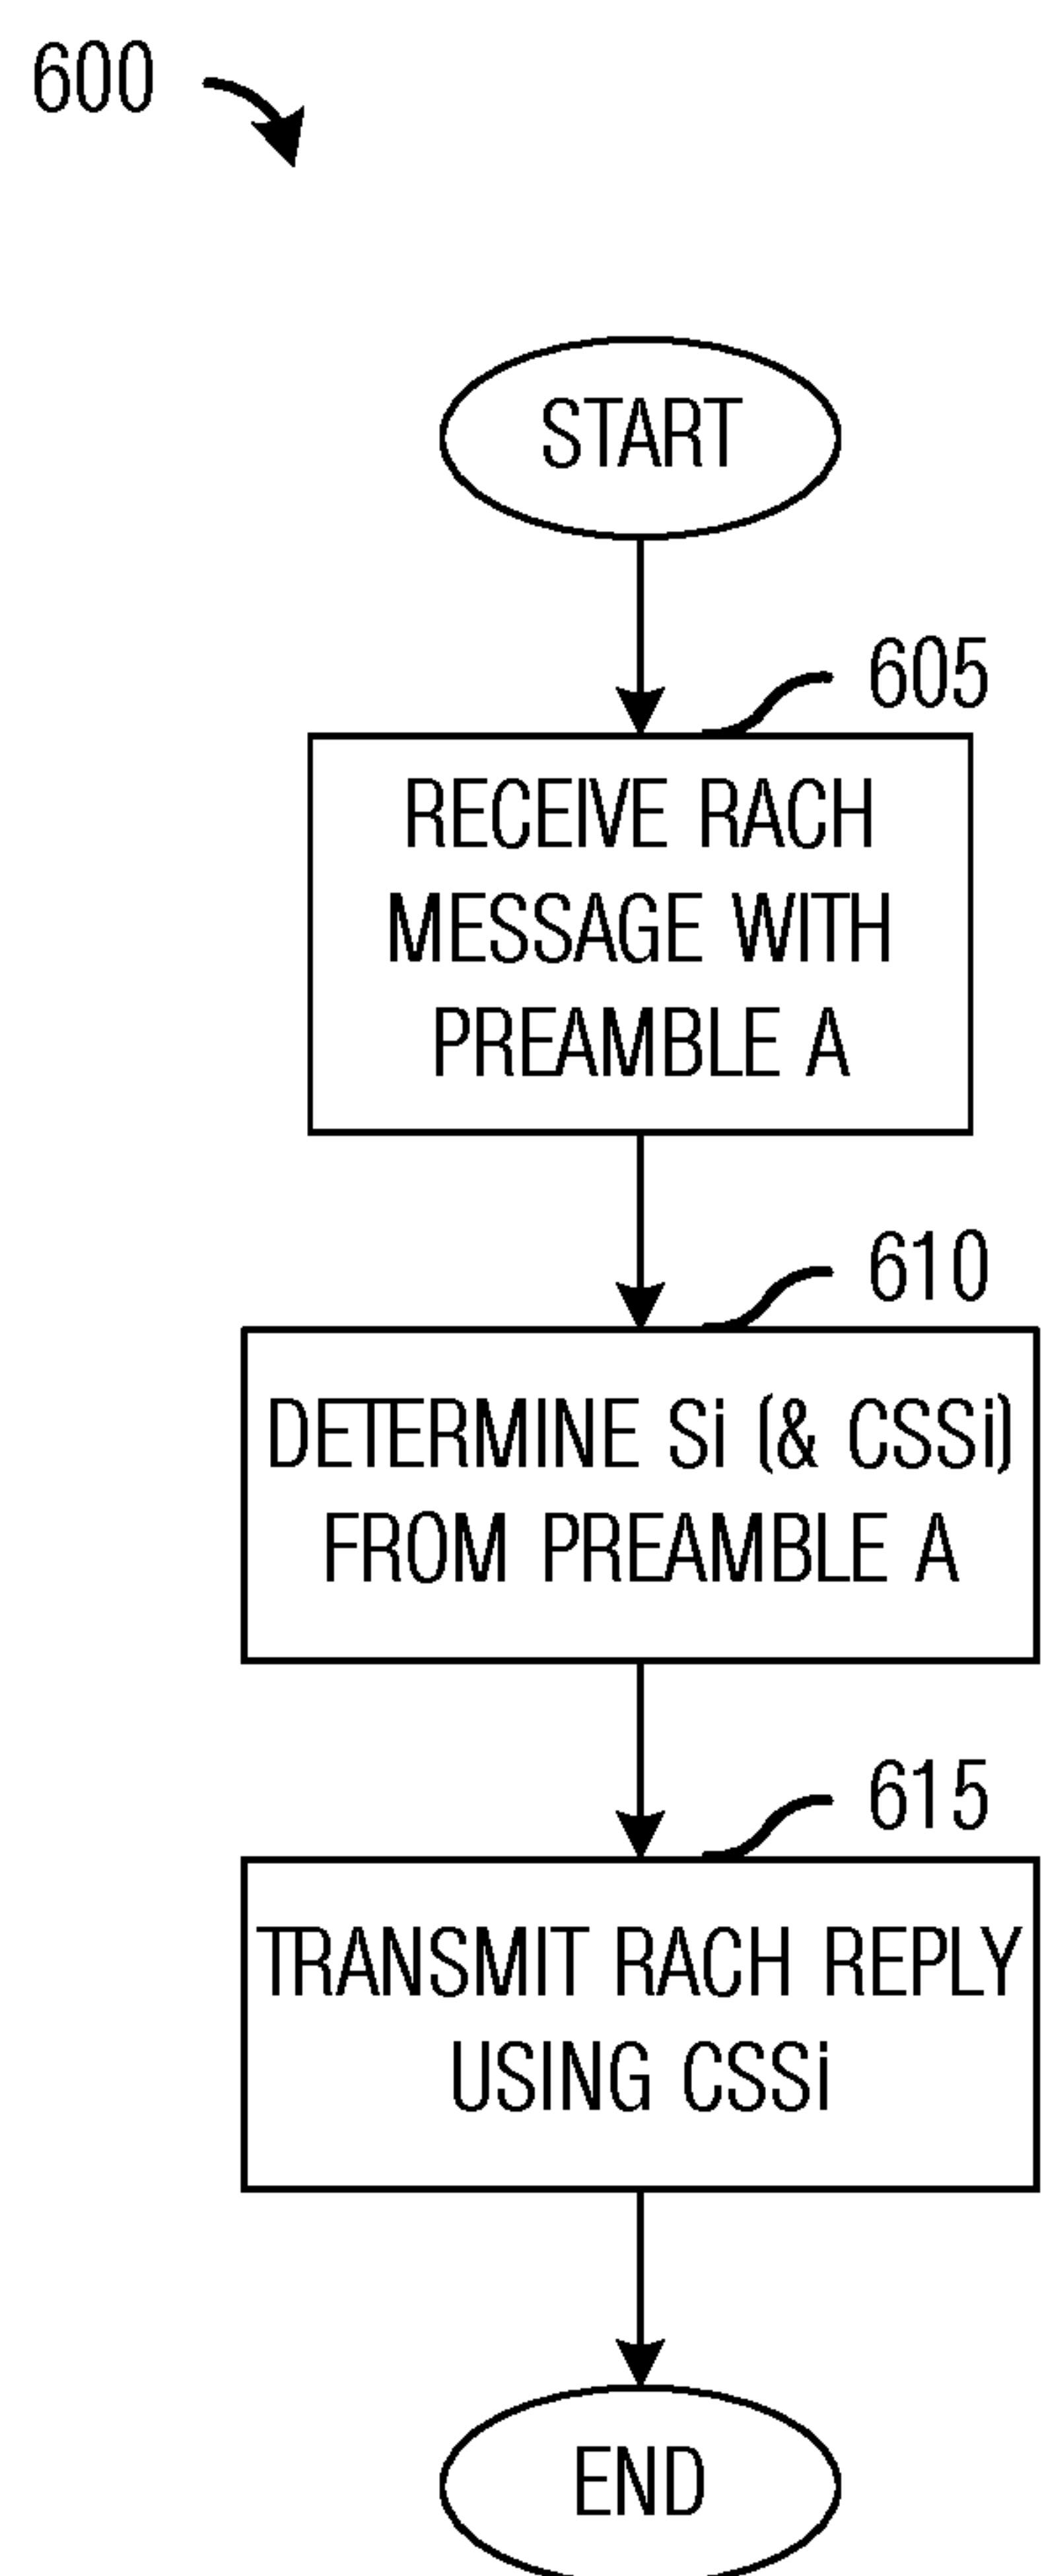 600
START
605
RECEIVE RACH
MESSAGE WITH
PREAMBLE A
610
DETERMINE Si (& CSSi)
FROM PREAMBLE A
615
TRANSMIT RACH REPLY
USING CSSi
END